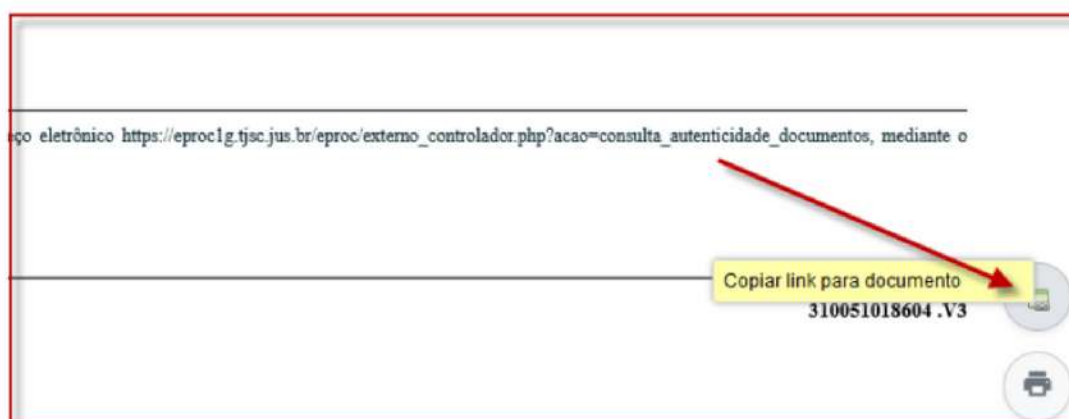 ço eletrônico https://eproc1g.tjsc.jus.br/eproc/externo_controlador.php?acao=consulta_autenticidade_documentos, mediante o
Copiar link para documento
310051018604 .V3